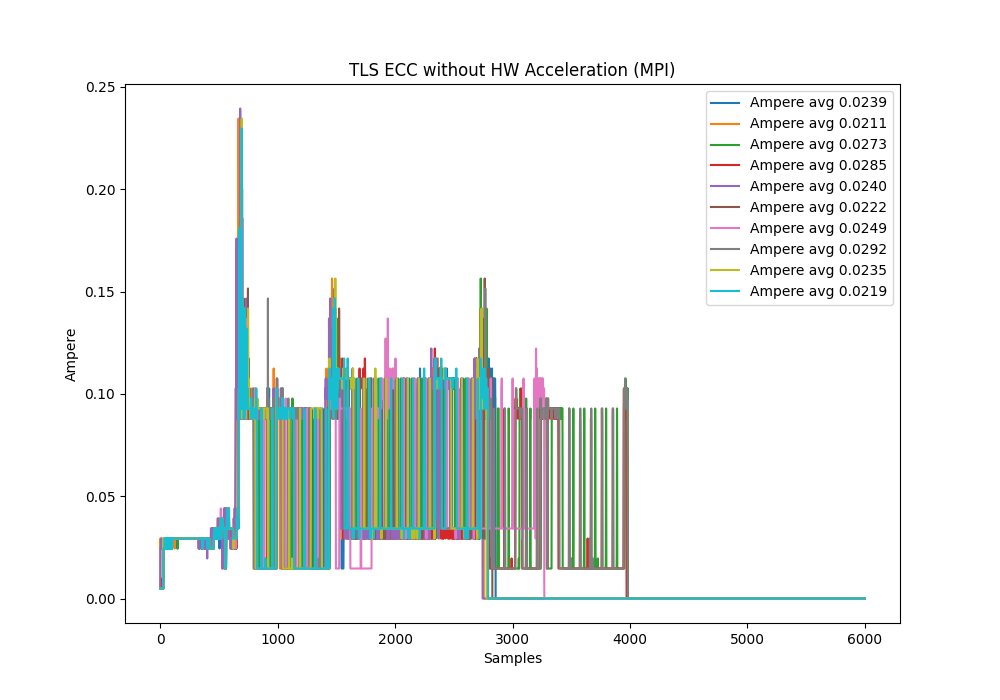 TLS ECC without HW Acceleration (MPI)
0.25
0.20
0.15
0.10
0.05
0.00
Ampere
Ampere avg 0.0239
Ampere avg 0.0211
Ampere avg 0.0273
Ampere avg 0.0285
Ampere avg 0.0240
Ampere avg 0.0222
Ampere avg 0.0249
Ampere avg 0.0292
Ampere avg 0.0235
Ampere avg 0.0219
0 1000 2000 3000 4000 5000 6000
Samples